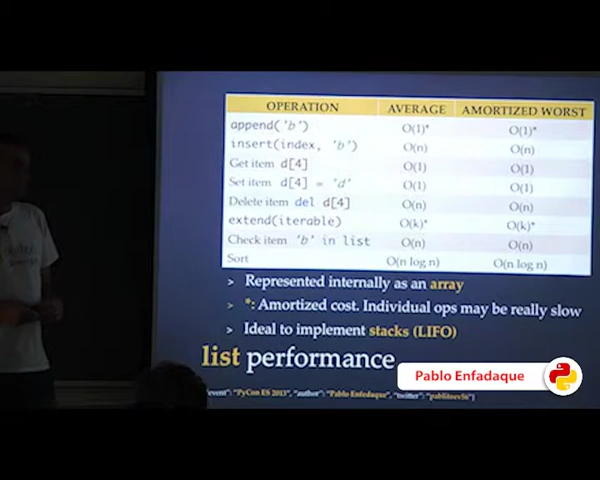 OPERATION AVERAGE AMORTIZED WORST
append('b') O(1)* O(1)*
insert(index, 'b') O(n) O(n)
Get item d[4] O(1) O(1)
Set item d[4] = 'd' O(1) O(1)
Delete item del d[4] O(n) O(n)
extend(iterable) O(k)* O(k)*
Check item 'b' in list O(n) O(n)
Sort O(n log n) O(n log n)
> Represented internally as an array
> *: Amortized cost. Individual ops may be really slow
> Ideal to implement stacks (LIFO)
list performance
Pablo Enfadaque
"event": "PyCon ES 2013", "author": "Pablo Enfedaque", "twitter":